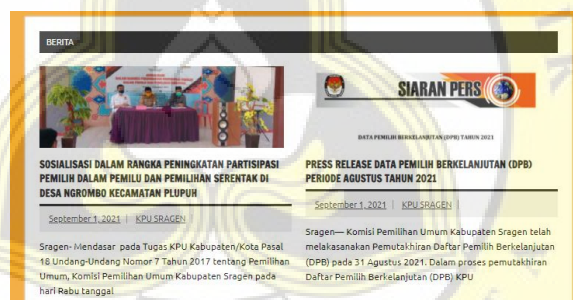 BERITA
SOSIALISASI DALAM RANGKA PENINGKATAN PARTISIPASI
PEMILIH DALAM PEMILU DAN PEMILIHAN SERENTAK DI
DESA NGROMBO KECAMATAN PLUPUH
September 1, 2021 | KPU SRAGEN
Sragen- Mendasar pada Tugas KPU Kabupaten/Kota Pasal
18 Undang-Undang Nomor 7 Tahun 2017 tentang Pemilihan
Umum, Komisi Pemilihan Umum Kabupaten Sragen pada
hari Rabu tanggal
SIARAN PERS
DATA PEMILIH BERKELANJUTAN (DPB) TAHUN 2021
PRESS RELEASE DATA PEMILIH BERKELANJUTAN (DPB)
PERIODE AGUSTUS TAHUN 2021
September 1, 2021 | KPU SRAGEN |
Sragen— Komisi Pemilihan Umum Kabupaten Sragen telah
melakasanakan Pemutakhiran Daftar Pemilih Berkelanjutan
(DPB) pada 31 Agustus 2021. Dalam proses pemutakhiran
Daftar Pemilih Berkelanjutan (DPB) KPU